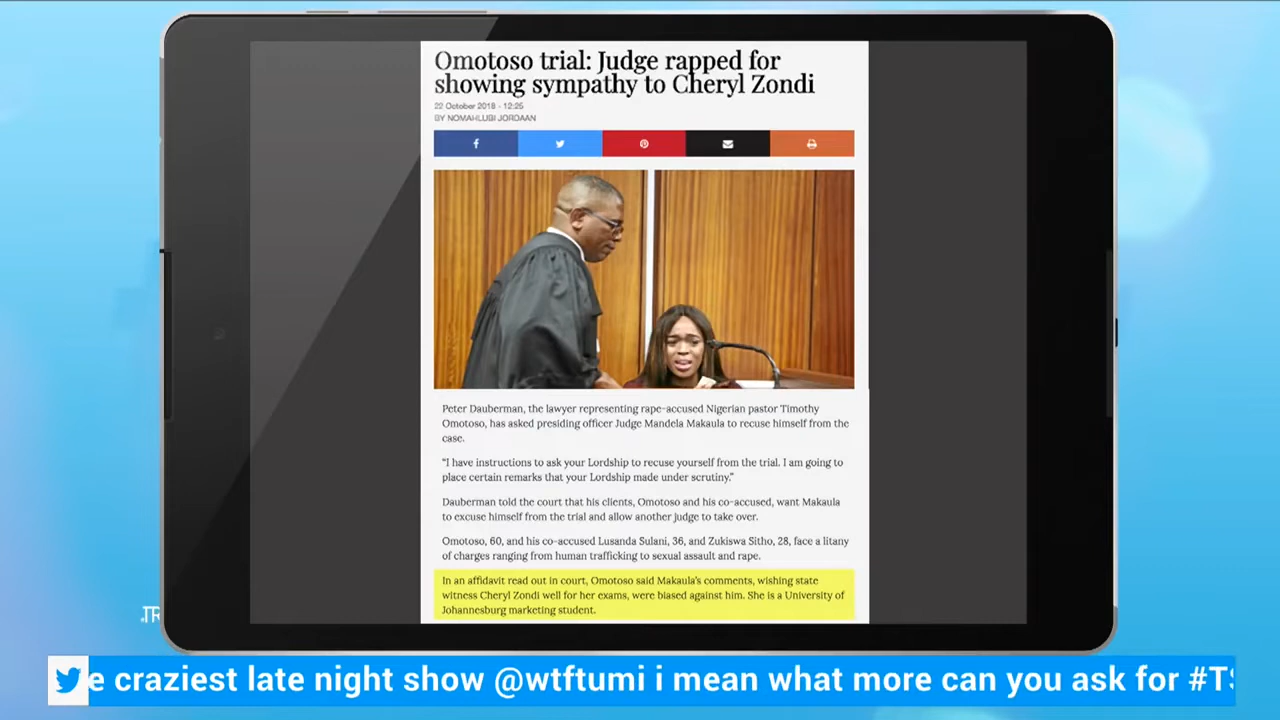 Omotoso trial: Judge rapped for
showing sympathy to Cheryl Zondi
22 October 2018 - 12:25
BY NOMAHLUBI JORDAAN
Peter Dauberman, the lawyer representing rape-accused Nigerian pastor Timothy
Omotoso, has asked presiding officer Judge Mandela Makaula to recuse himself from the
case.
“I have instructions to ask your Lordship to recuse yourself from the trial. I am going to
place certain remarks that your Lordship made under scrutiny.”
Dauberman told the court that his clients, Omotoso and his co-accused, want Makaula
to excuse himself from the trial and allow another judge to take over.
Omotoso, 60, and his co-accused Lusanda Sulani, 36, and Zukiswa Sitho, 28, face a litany
of charges ranging from human trafficking to sexual assault and rape.
In an affidavit read out in court, Omotoso said Makaula's comments, wishing state
witness Cheryl Zondi well for her exams, were biased against him. She is a University of
Johannesburg marketing student.
.TR
e craziest late night show @wtftumi i mean what more can you ask for #TS